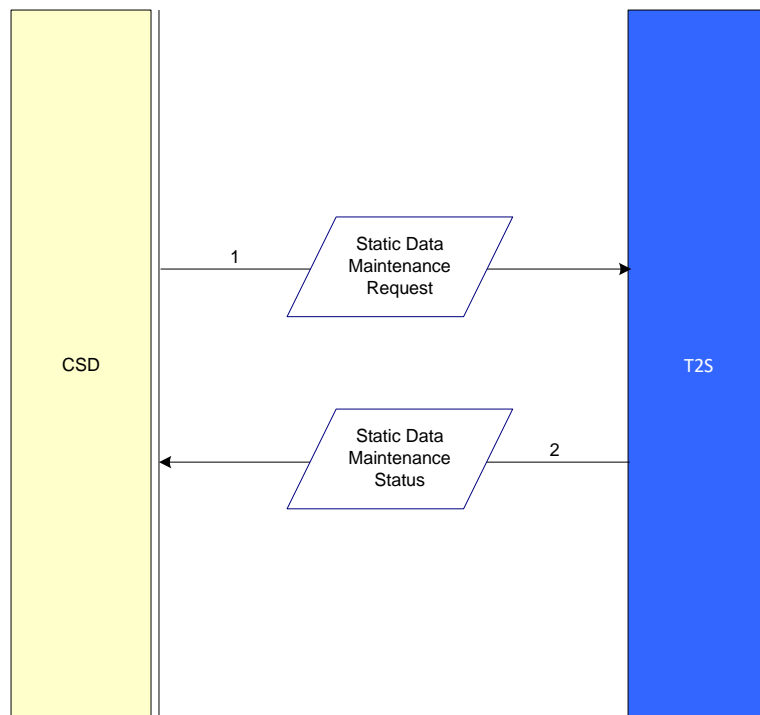 1
Static Data
Maintenance
Request
CSD
T2S
Static Data
Maintenance
Status
2